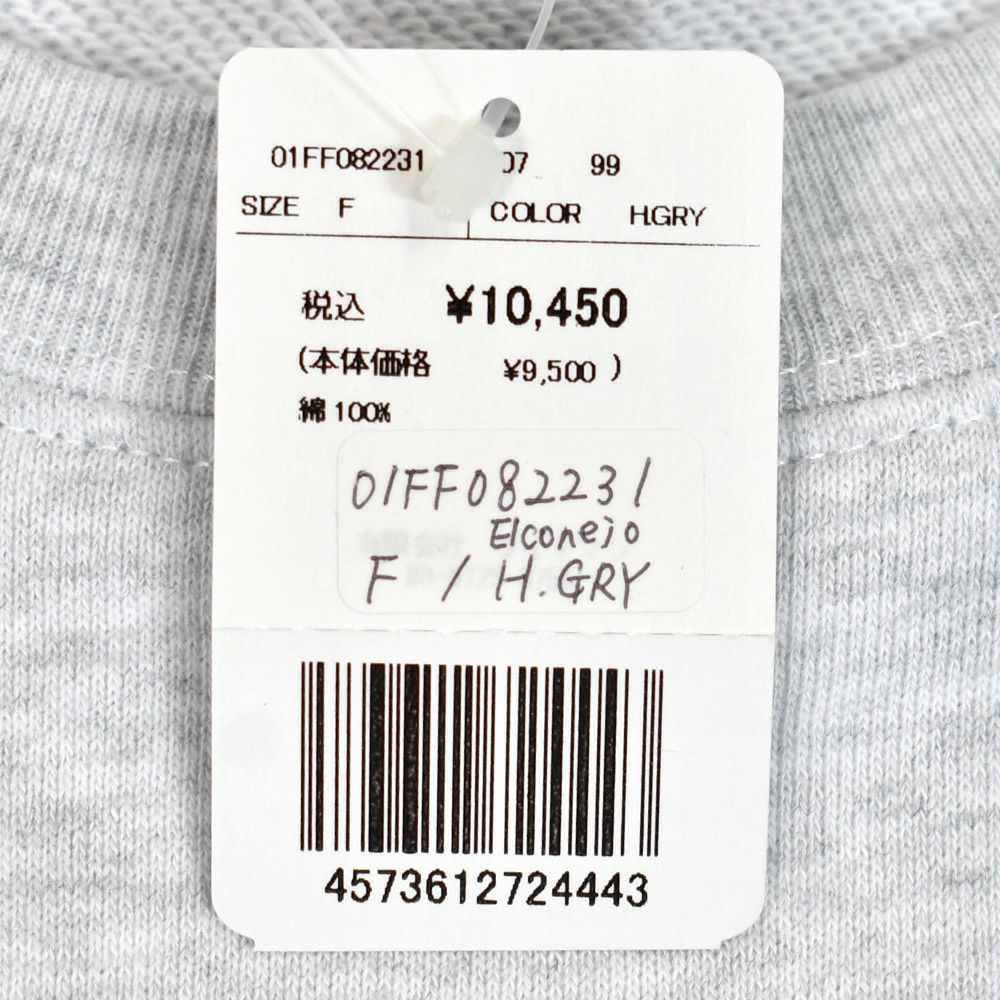 01FF082231 07 99
SIZE F COLOR H.GRY
税込 ¥10,450
(本体価格 ¥9,500 )
綿 100%
01FF082231
Elconejo
F / H.GRY
4573612724443